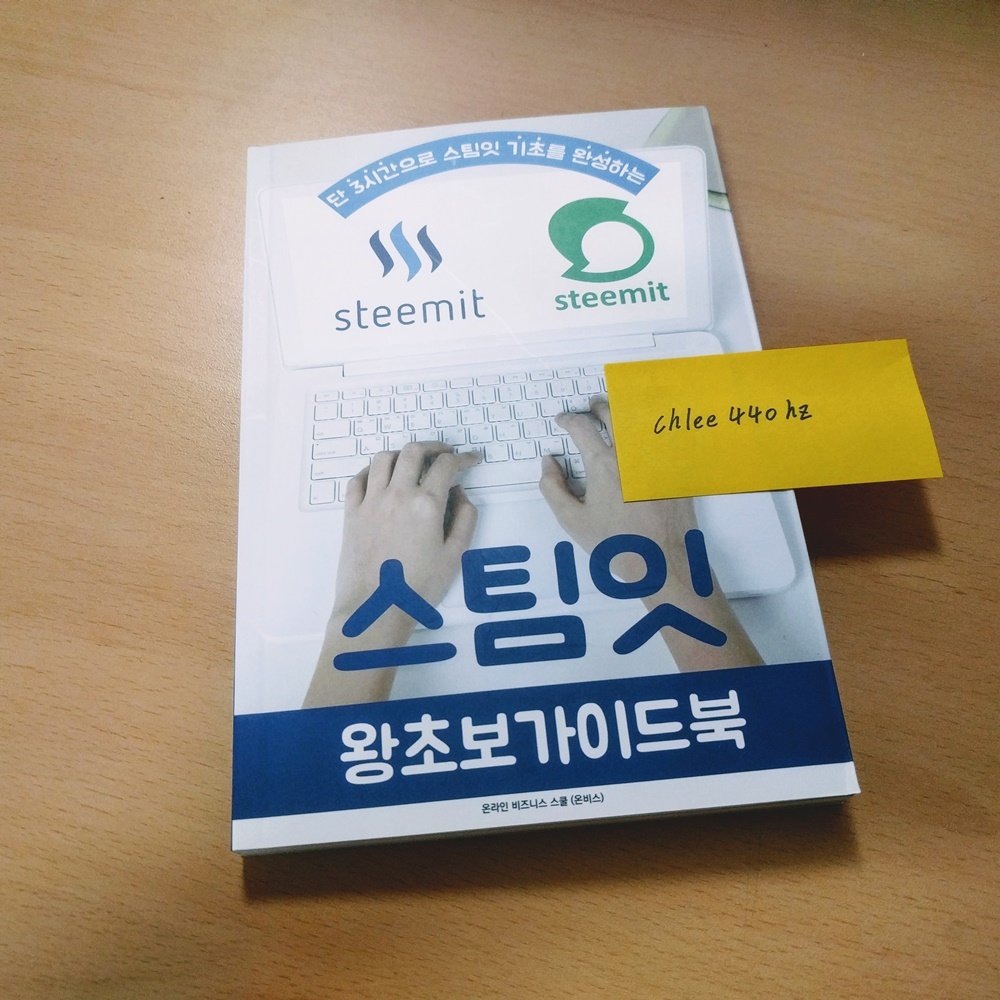 단 3시간으로 스팀잇 기초를 완성하는
steemit
steemit
chlee 440hz
스팀잇
왕초보가이드북
온라인 비즈니스 스쿨 (온비스)